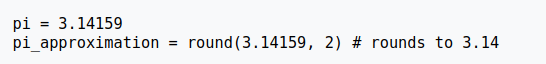 pi = 3.14159
pi_approximation = round(3.14159, 2) # rounds to 3.14